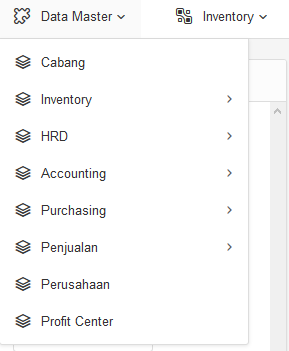 Data Master Inventory
Cabang
Inventory
HRD
Accounting
Purchasing
Penjualan
Perusahaan
Profit Center